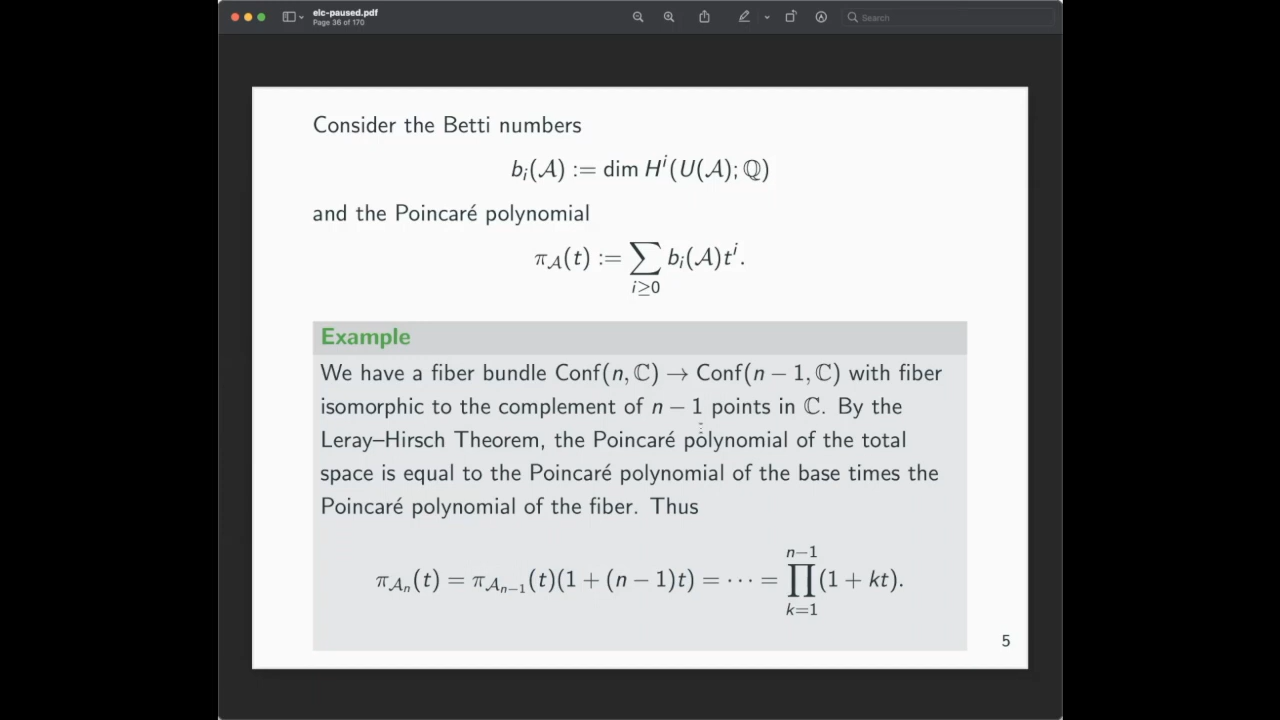 elc-paused.pdf
Page 36 of 170
Search
Consider the Betti numbers
b_i(𝒜) := dim H^i(U(𝒜); ℚ)
and the Poincaré polynomial
π_𝒜(t) := ∑_{i≥0} b_i(𝒜)t^i.
Example
We have a fiber bundle Conf(n, ℂ) → Conf(n − 1, ℂ) with fiber
isomorphic to the complement of n − 1 points in ℂ. By the
Leray–Hirsch Theorem, the Poincaré polynomial of the total
space is equal to the Poincaré polynomial of the base times the
Poincaré polynomial of the fiber. Thus
π_{𝒜_n}(t) = π_{𝒜_{n−1}}(t)(1 + (n − 1)t) = ⋯ = ∏_{k=1}^{n−1}(1 + kt).
5